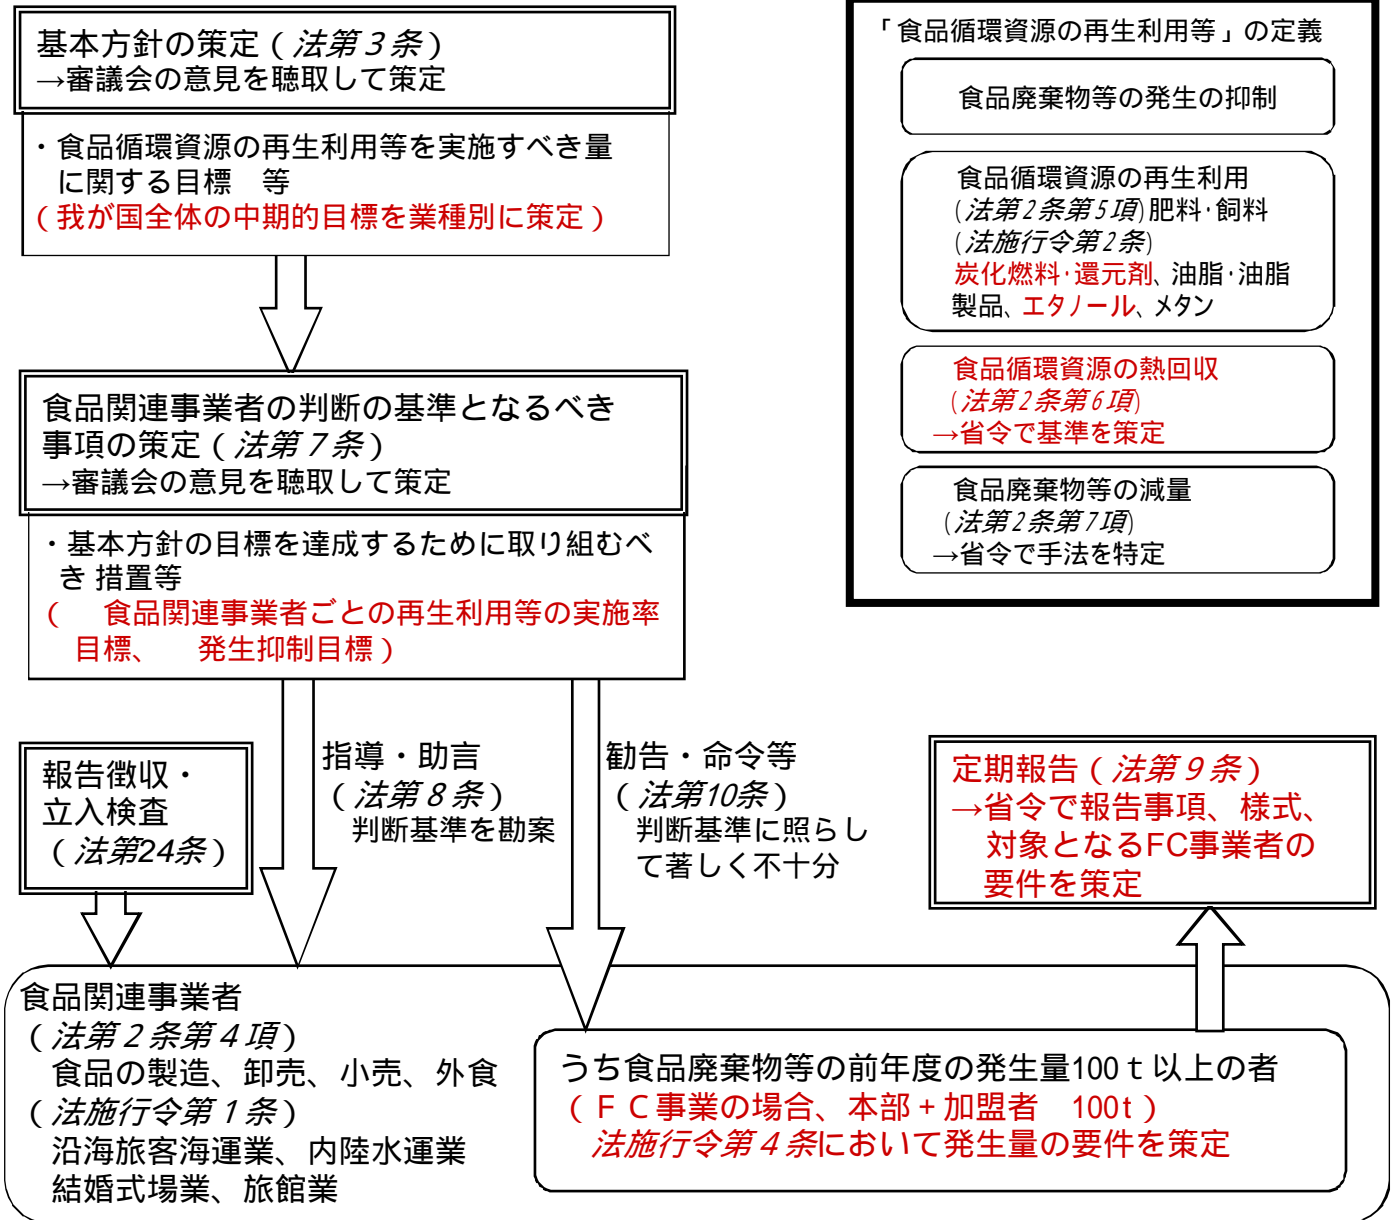 基本方針の策定（法第３条）
→審議会の意見を聴取して策定
・食品循環資源の再生利用等を実施すべき量
に関する目標　等
（我が国全体の中期的目標を業種別に策定）
食品関連事業者の判断の基準となるべき
事項の策定（法第７条）
→審議会の意見を聴取して策定
・基本方針の目標を達成するために取り組むべ
き 措置等
（　食品関連事業者ごとの再生利用等の実施率
目標、　発生抑制目標）
「食品循環資源の再生利用等」の定義
食品廃棄物等の発生の抑制
食品循環資源の再生利用
(法第2条第5項)肥料・飼料
(法施行令第2条)
炭化燃料・還元剤、油脂・油脂
製品、エタノール、メタン
食品循環資源の熱回収
(法第2条第6項)
→省令で基準を策定
食品廃棄物等の減量
(法第2条第7項)
→省令で手法を特定
報告徴収・
立入検査
（法第24条）
指導・助言
（法第８条）
判断基準を勘案
勧告・命令等
（法第10条）
判断基準に照らし
て著しく不十分
定期報告（法第９条）
→省令で報告事項、様式、
対象となるFC事業者の
要件を策定
食品関連事業者
（法第２条第４項）
食品の製造、卸売、小売、外食
（法施行令第１条）
沿海旅客海運業、内陸水運業
結婚式場業、旅館業
うち食品廃棄物等の前年度の発生量100ｔ以上の者
（ＦＣ事業の場合、本部+加盟者　100t）
法施行令第４条において発生量の要件を策定